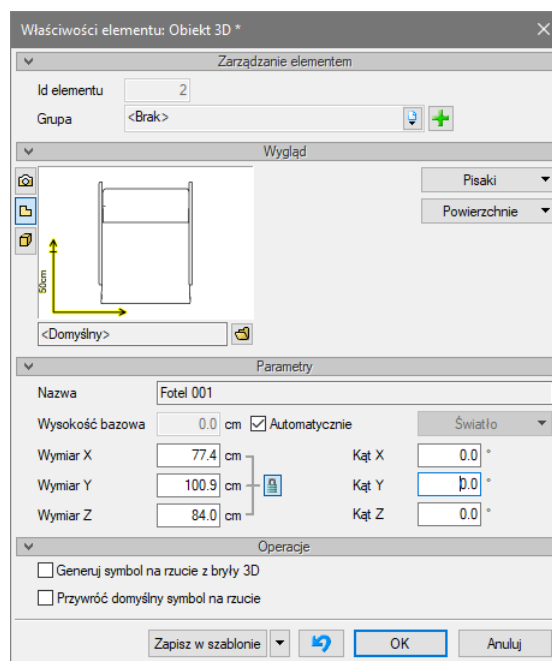 Właściwości elementu: Obiekt 3D *
Zarządzanie elementem
Id elementu 2
Grupa <Brak>
Wygląd
Pisaki
Powierzchnie
50cm
<Domyślny>
Parametry
Nazwa Fotel 001
Wysokość bazowa 0.0 cm Automatycznie Światło
Wymiar X 77.4 cm Kąt X 0.0 °
Wymiar Y 100.9 cm Kąt Y 0.0 °
Wymiar Z 84.0 cm Kąt Z 0.0 °
Operacje
Generuj symbol na rzucie z bryły 3D
Przywróć domyślny symbol na rzucie
Zapisz w szablonie OK Anuluj